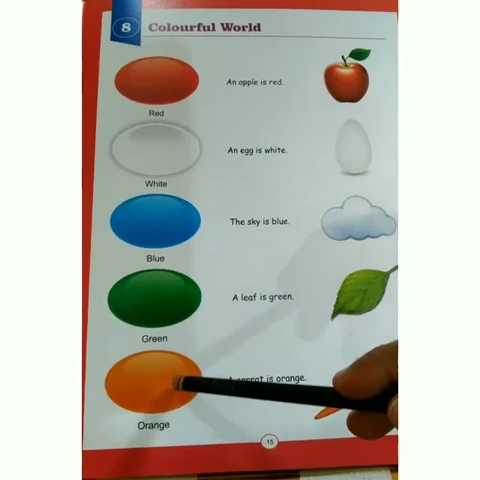 8 Colourful World
An apple is red.
Red
An egg is white.
White
The sky is blue.
Blue
A leaf is green.
Green
A carrot is orange.
Orange
15